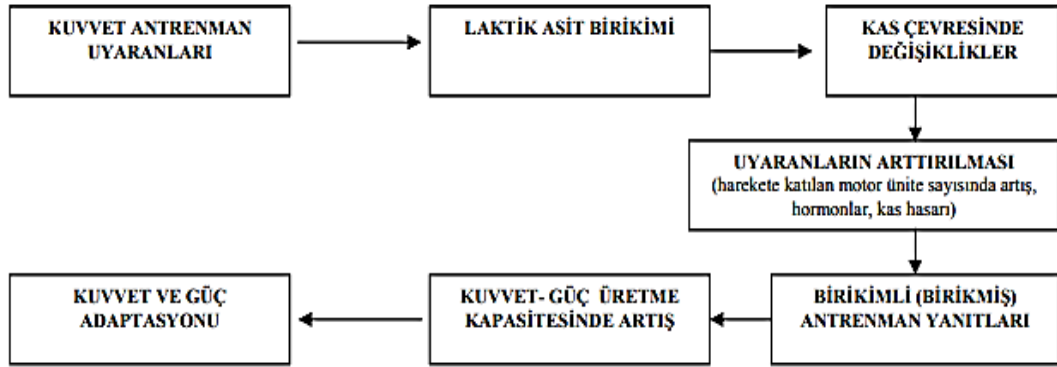 KUVVET ANTRENMAN
UYARANLARI
LAKTİK ASİT BİRİKİMİ
KAS ÇEVRESİNDE
DEĞİŞİKLİKLER
UYARANLARIN ARTTIRILMASI
(harekete katılan motor ünite sayısında artış,
hormonlar, kas hasarı)
BİRİKİMLİ (BİRİKMİŞ)
ANTRENMAN YANITLARI
KUVVET- GÜÇ ÜRETME
KAPASİTESİNDE ARTIŞ
KUVVET VE GÜÇ
ADAPTASYONU